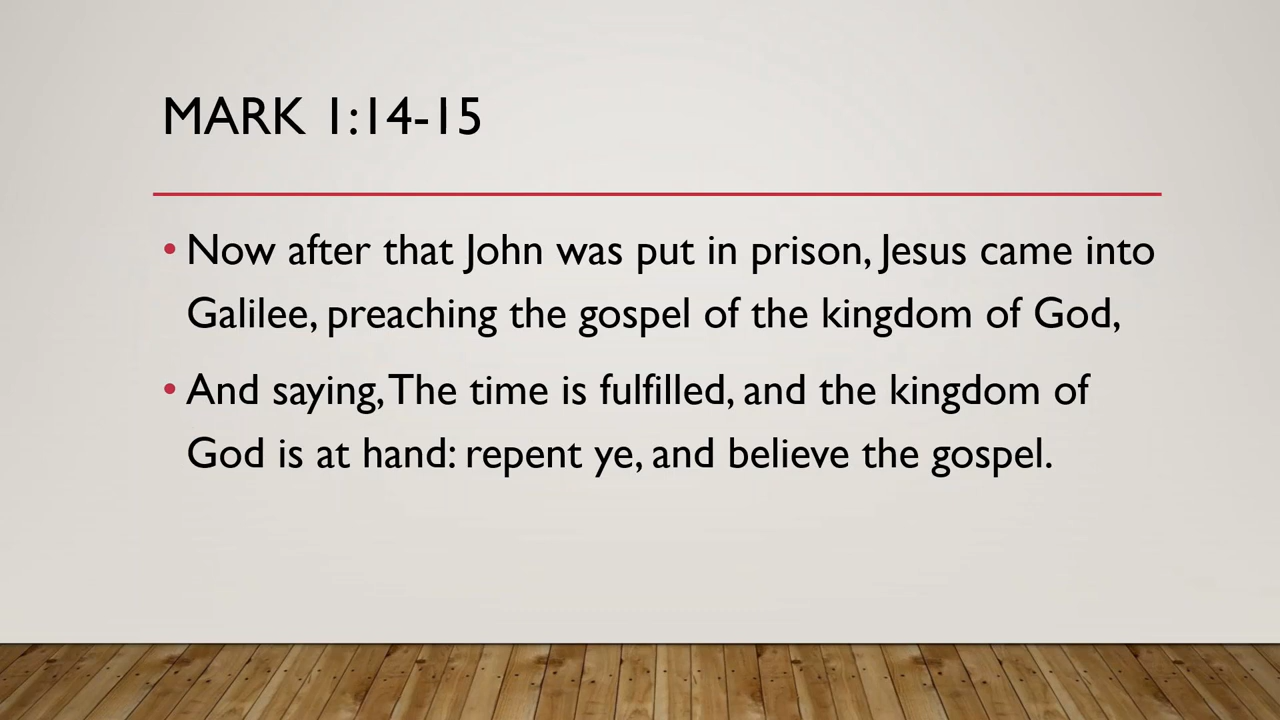 MARK 1:14-15
• Now after that John was put in prison, Jesus came into
Galilee, preaching the gospel of the kingdom of God,
• And saying, The time is fulfilled, and the kingdom of
God is at hand: repent ye, and believe the gospel.